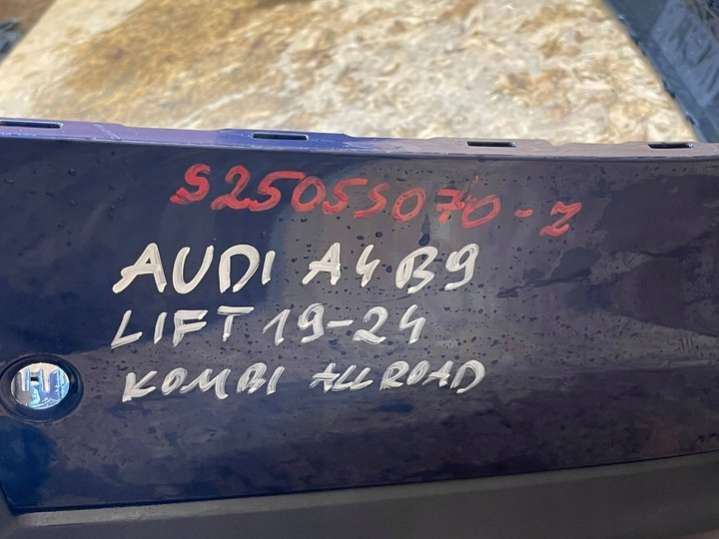 S25055070-Z
AUDI A4 B9
LIFT 19-24
KOMBI ALLROAD